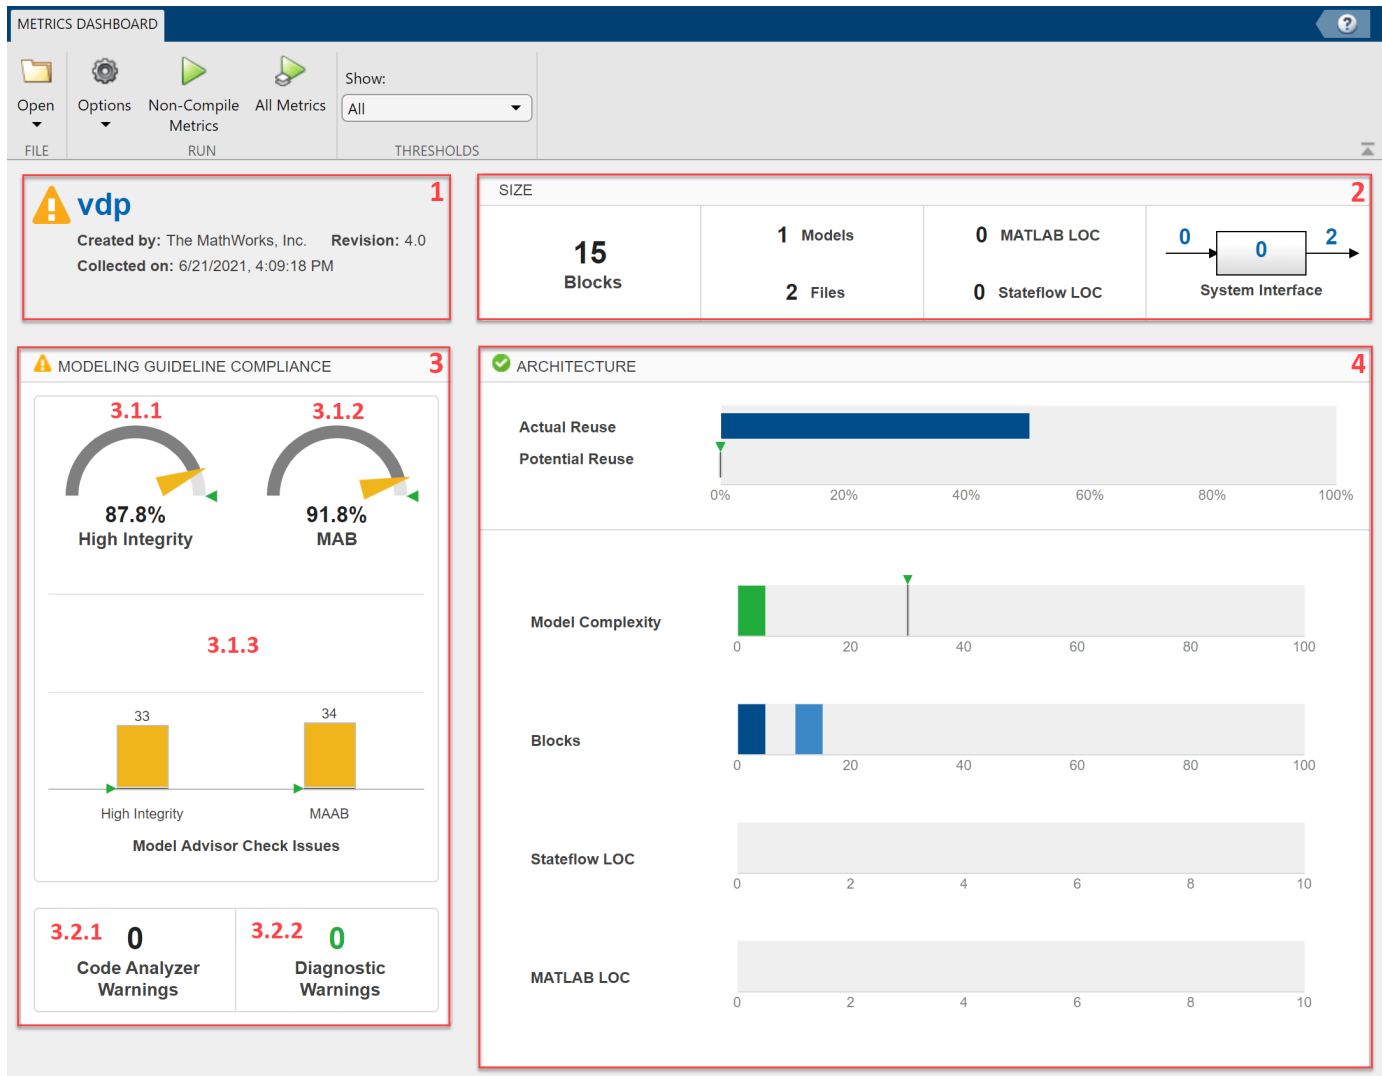 METRICS DASHBOARD
?
Open
Options
Non-Compile
Metrics
All Metrics
Show:
All
FILE
RUN
THRESHOLDS
vdp
1
Created by: The MathWorks, Inc. Revision: 4.0
Collected on: 6/21/2021, 4:09:18 PM
SIZE
2
15
Blocks
1 Models
2 Files
0 MATLAB LOC
0 Stateflow LOC
0
0
2
System Interface
MODELING GUIDELINE COMPLIANCE
3
3.1.1
3.1.2
87.8%
High Integrity
91.8%
MAB
3.1.3
33
34
High Integrity
MAAB
Model Advisor Check Issues
3.2.1
0
Code Analyzer
Warnings
3.2.2
0
Diagnostic
Warnings
ARCHITECTURE
4
Actual Reuse
Potential Reuse
0% 20% 40% 60% 80% 100%
Model Complexity
0 20 40 60 80 100
Blocks
0 20 40 60 80 100
Stateflow LOC
0 2 4 6 8 10
MATLAB LOC
0 2 4 6 8 10